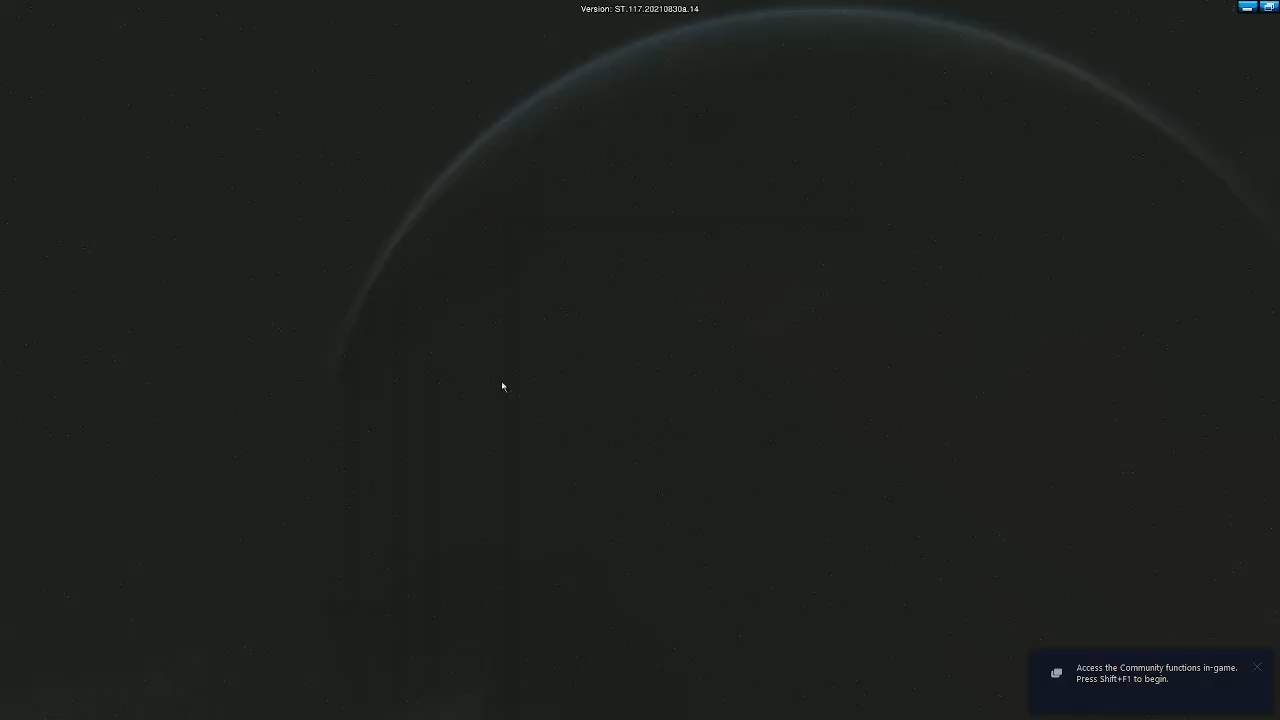 Version: ST.117.20210830a.14
Access the Community functions in-game.
Press Shift+F1 to begin.